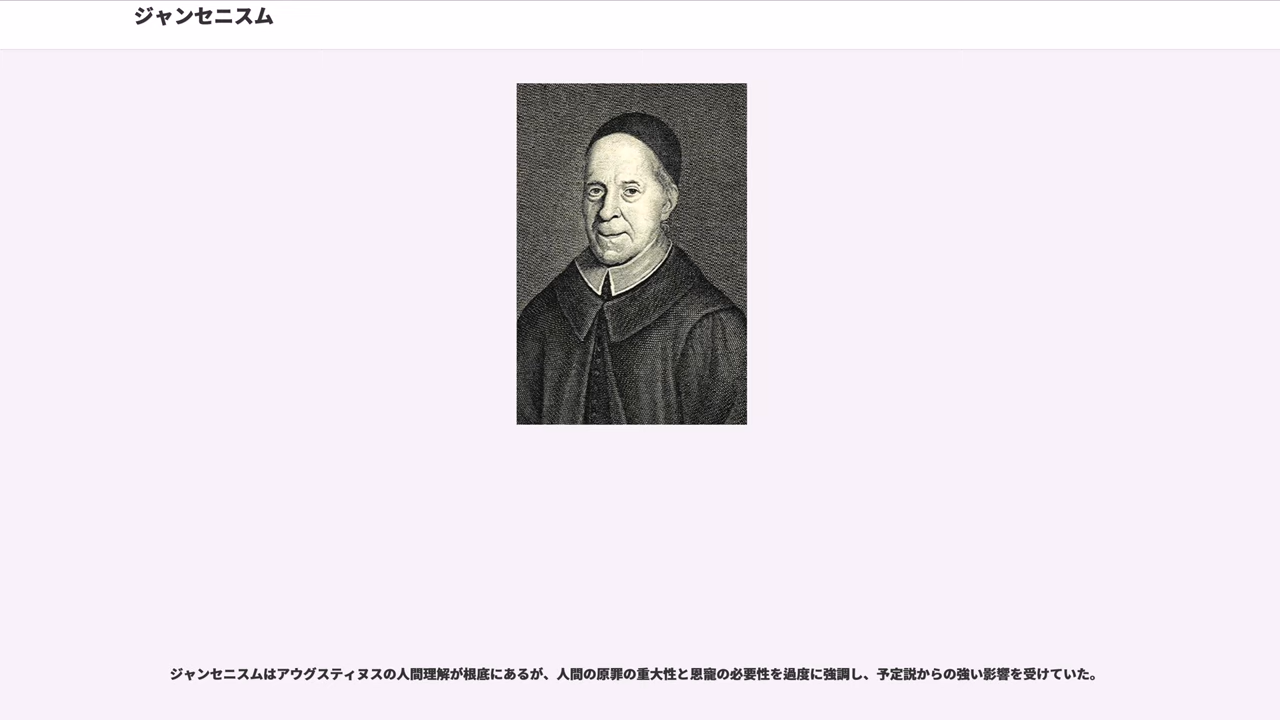 ジャンセニスム
ジャンセニスムはアウグスティヌスの人間理解が根底にあるが、人間の原罪の重大性と恩寵の必要性を過度に強調し、予定説からの強い影響を受けていた。